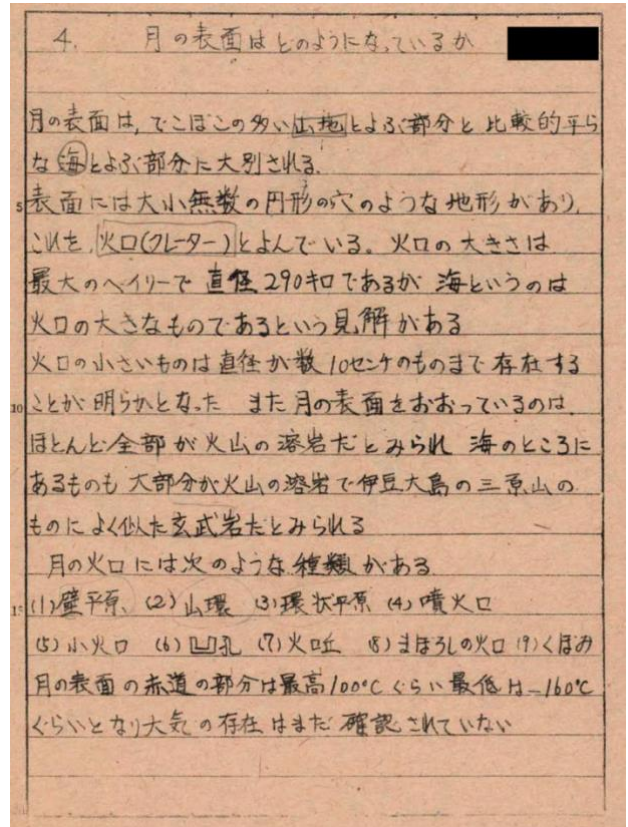 4. 月の表面はどのようになっているか
月の表面は,でこぼこの多い山地とよぶ部分と比較的平ら
な海とよぶ部分に大別される.
5
表面には大小無数の円形の穴のような地形があり,
これを,火口(クレーター)とよんでいる。火口の大きさは
最大のベイリーで直径290キロであるが海というのは
火口の大きなものであるという見解がある
火口の小さいものは直径が数10センチのものまで存在する
10
ことが明らかとなった また月の表面をおおっているのは,
ほとんど全部が火山の溶岩だとみられ 海のところに
あるものも大部分が火山の溶岩で伊豆大島の三原山の
ものによく似た玄武岩だとみられる
月の火口には次のような種類がある
15
(1)壁平原 (2)山環 (3)環状平原 (4)噴火口
(5)小火口 (6)凹孔 (7)火口丘 (8)まぼろしの火口 (9)くぼみ
月の表面の赤道の部分は最高100℃ぐらい最低は-160℃
ぐらいとなり大気の存在はまだ確認されていない